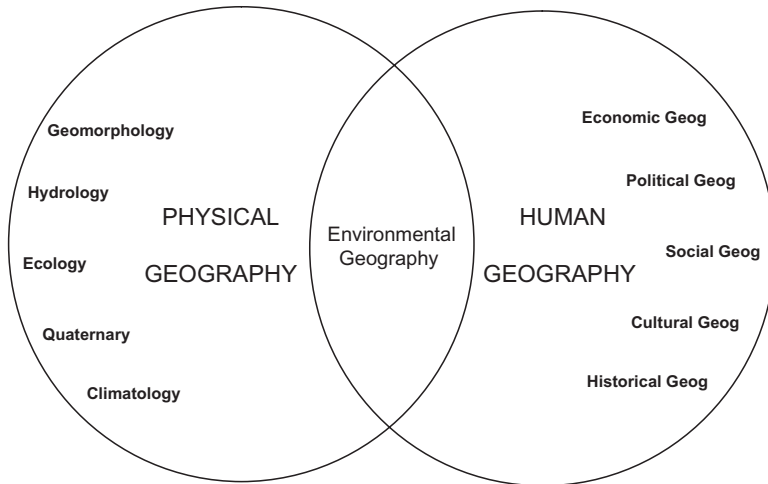 Geomorphology
Hydrology
Ecology
Quaternary
Climatology
PHYSICAL
GEOGRAPHY
Environmental
Geography
HUMAN
GEOGRAPHY
Economic Geog
Political Geog
Social Geog
Cultural Geog
Historical Geog